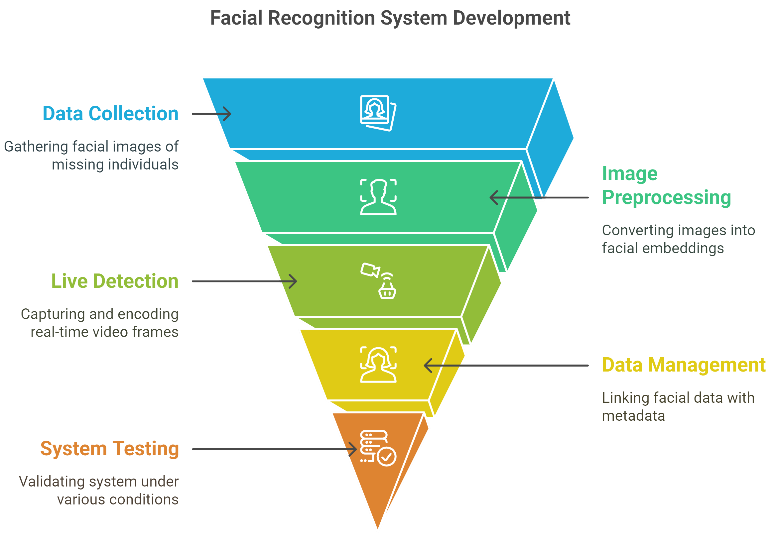 Facial Recognition System Development
Data Collection
Gathering facial images of
missing individuals
Image
Preprocessing
Converting images into
facial embeddings
Live Detection
Capturing and encoding
real-time video frames
Data Management
Linking facial data with
metadata
System Testing
Validating system under
various conditions